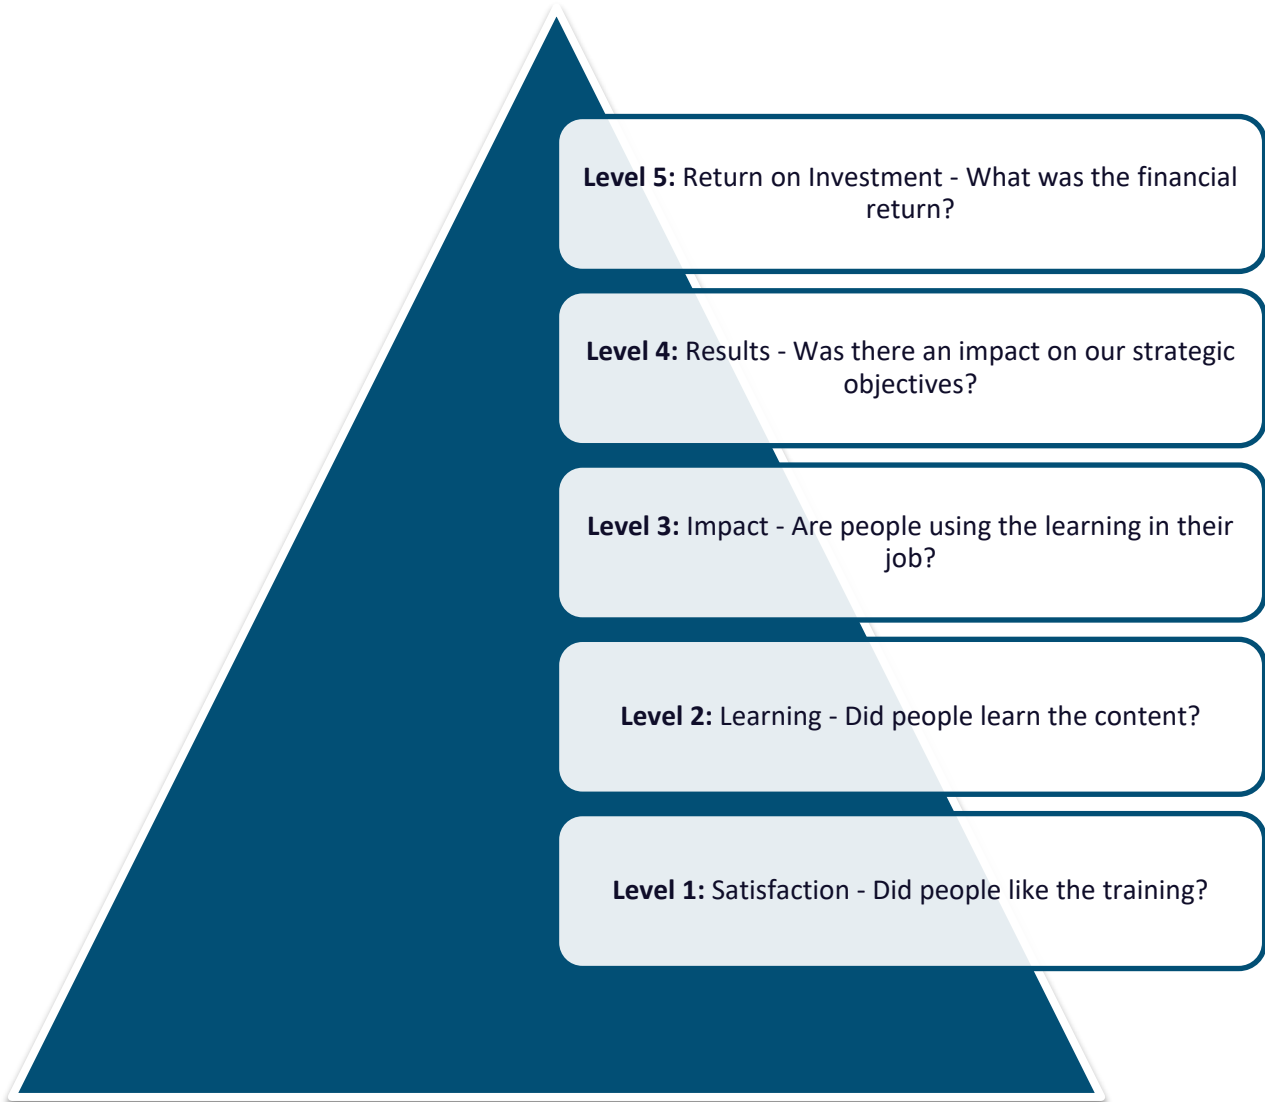 Level 5: Return on Investment - What was the financial
return?
Level 4: Results - Was there an impact on our strategic
objectives?
Level 3: Impact - Are people using the learning in their
job?
Level 2: Learning - Did people learn the content?
Level 1: Satisfaction - Did people like the training?